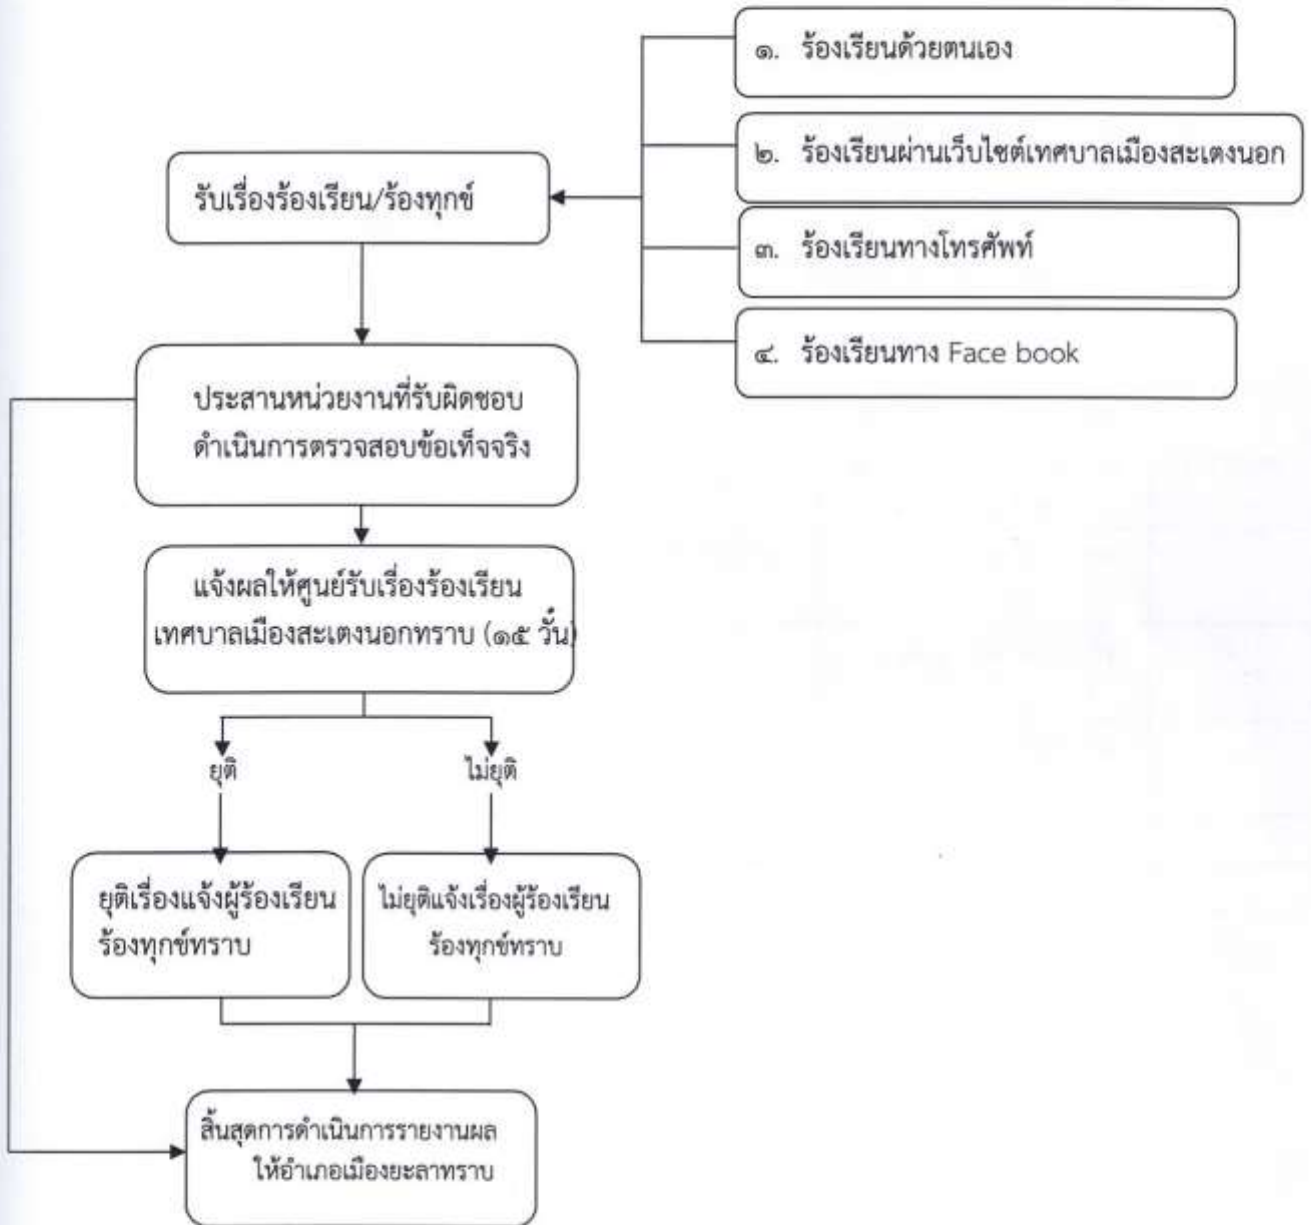 ๑. ร้องเรียนด้วยตนเอง
๒. ร้องเรียนผ่านเว็บไซต์เทศบาลเมืองสะเตงนอก
รับเรื่องร้องเรียน/ร้องทุกข์
๓. ร้องเรียนทางโทรศัพท์
๔. ร้องเรียนทาง Face book
ประสานหน่วยงานที่รับผิดชอบ
ดำเนินการตรวจสอบข้อเท็จจริง
แจ้งผลให้ศูนย์รับเรื่องร้องเรียน
เทศบาลเมืองสะเตงนอกทราบ (๑๕ วั๋น)
ยุติ
ไม่ยุติ
ยุติเรื่องแจ้งผู้ร้องเรียน
ร้องทุกข์ทราบ
ไม่ยุติแจ้งเรื่องผู้ร้องเรียน
ร้องทุกข์ทราบ
สิ้นสุดการดำเนินการรายงานผล
ให้อำเภอเมืองยะลาทราบ